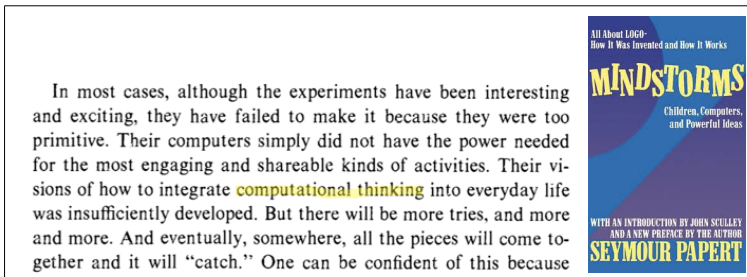 In most cases, although the experiments have been interesting
and exciting, they have failed to make it because they were too
primitive. Their computers simply did not have the power needed
for the most engaging and shareable kinds of activities. Their vi-
sions of how to integrate computational thinking into everyday life
was insufficiently developed. But there will be more tries, and more
and more. And eventually, somewhere, all the pieces will come to-
gether and it will “catch.” One can be confident of this because
All About LOGO-
How It Was Invented and How It Works
MINDSTORMS
Children, Computers,
and Powerful Ideas
WITH AN INTRODUCTION BY JOHN SCULLEY
AND A NEW PREFACE BY THE AUTHOR
SEYMOUR PAPERT